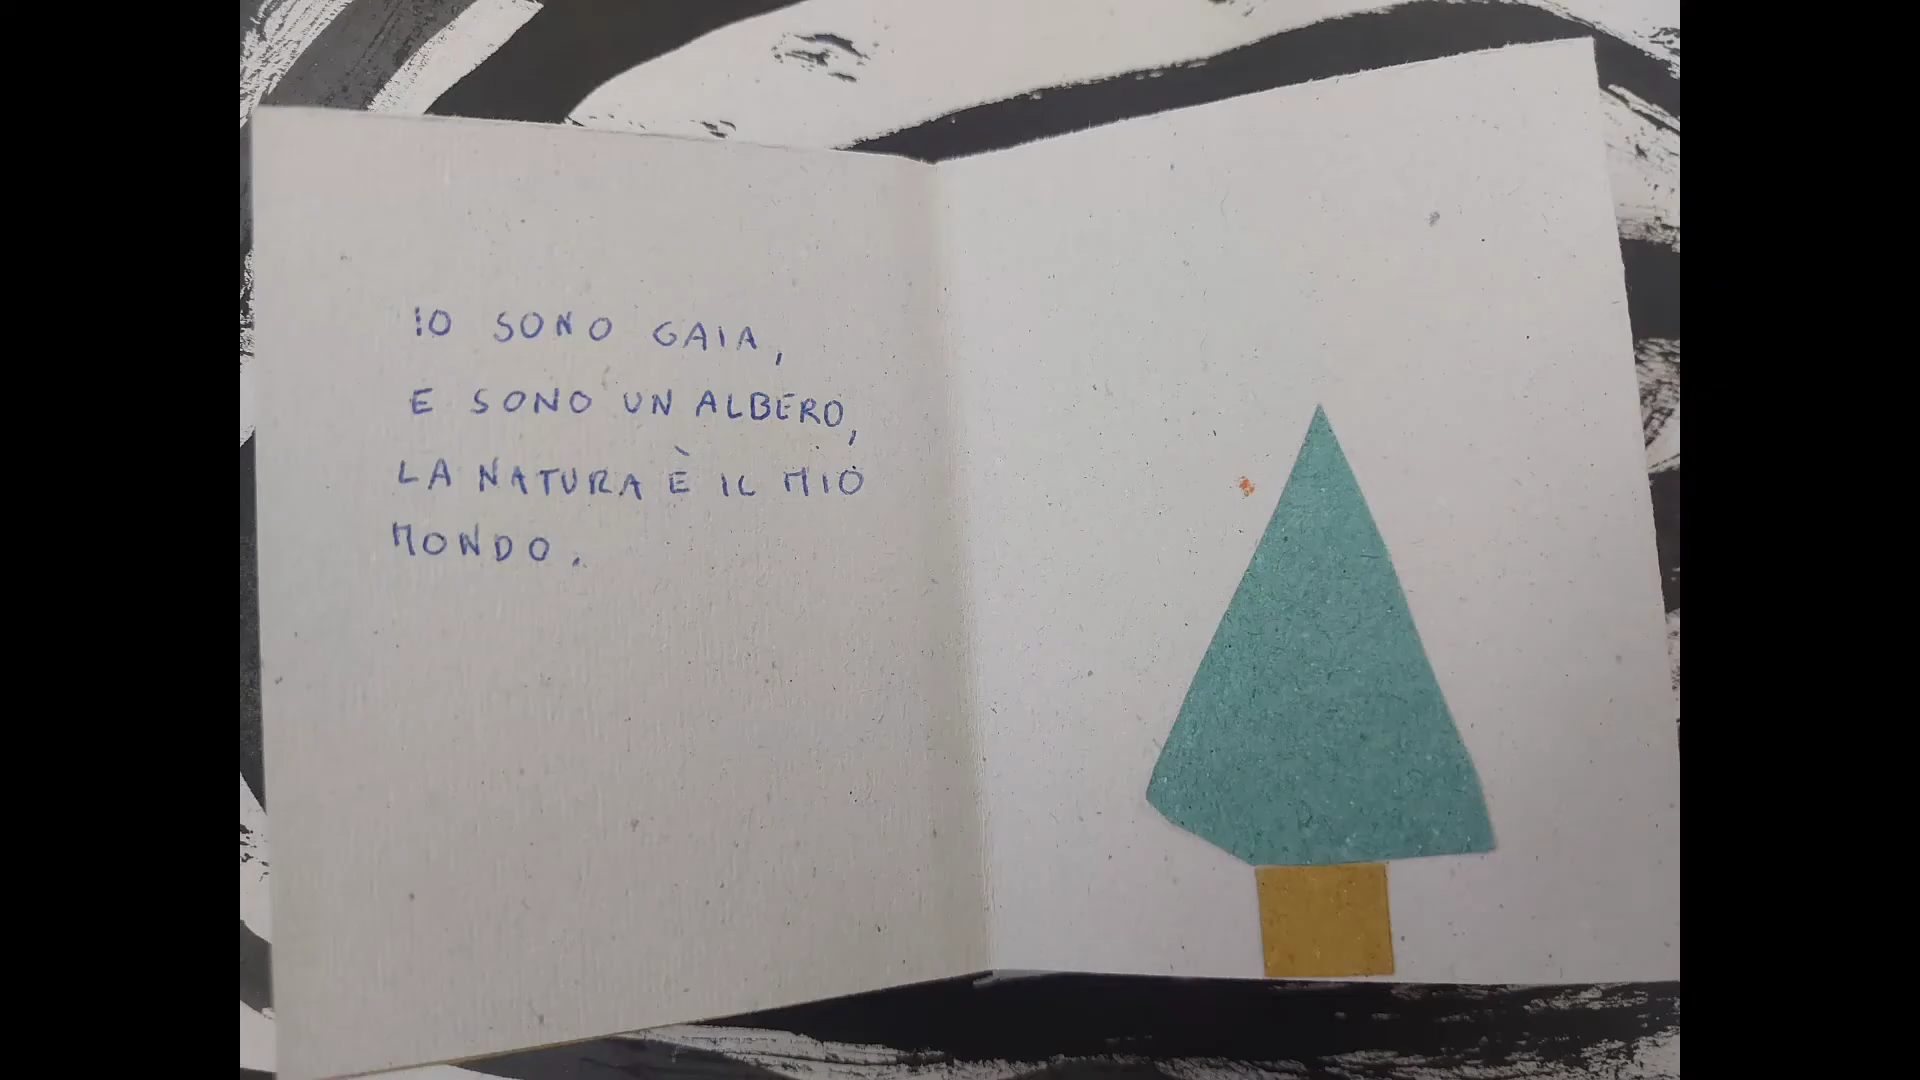 IO SONO GAIA,
E SONO UN ALBERO,
LA NATURA È IL MIO
MONDO.